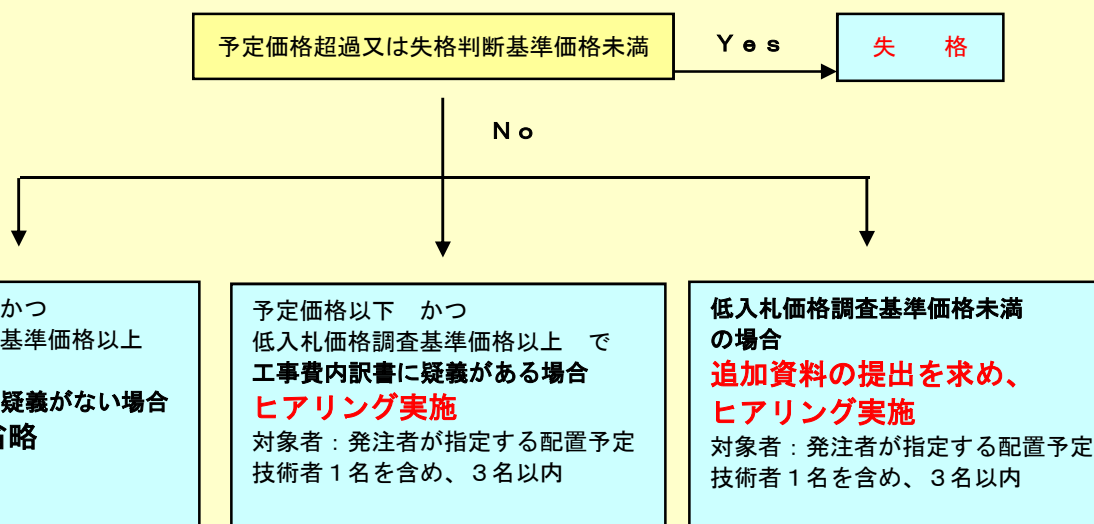 予定価格超過又は失格判断基準価格未満
Ｙｅｓ
失　格
Ｎｏ
かつ
基準価格以上
疑義がない場合
略
予定価格以下　かつ
低入札価格調査基準価格以上　で
工事費内訳書に疑義がある場合
ヒアリング実施
対象者：発注者が指定する配置予定
技術者１名を含め、３名以内
低入札価格調査基準価格未満
の場合
追加資料の提出を求め、
ヒアリング実施
対象者：発注者が指定する配置予定
技術者１名を含め、３名以内